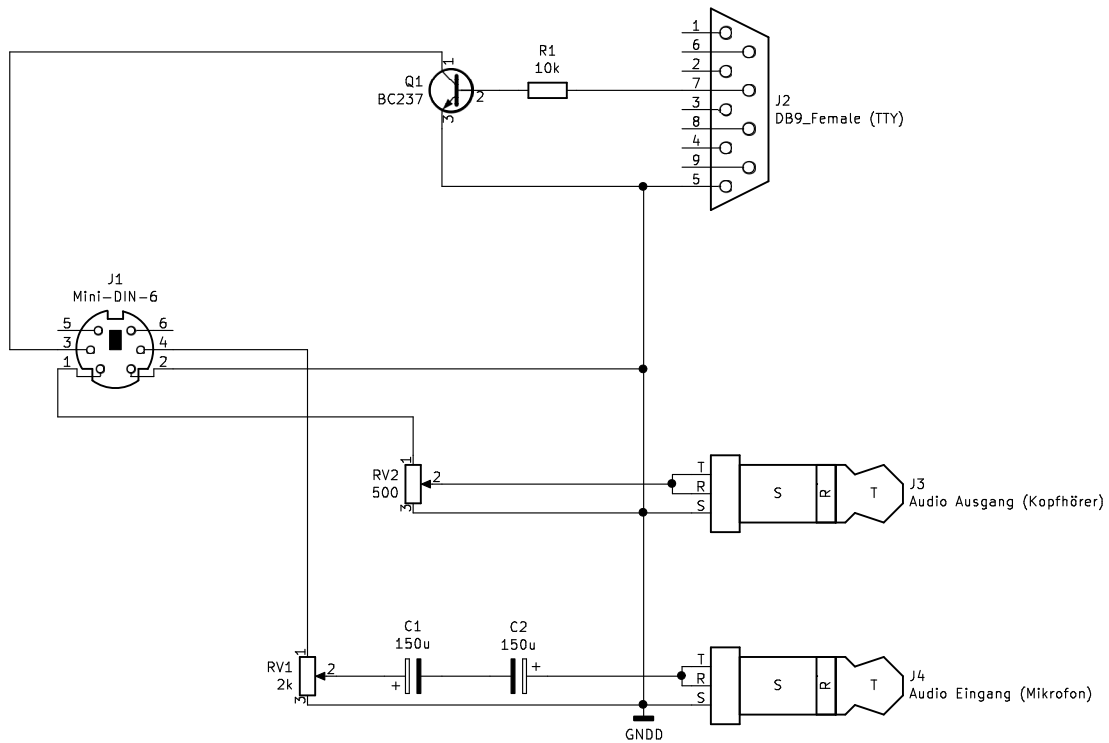 1
6
2
7
3
8
4
9
5
J2
DB9_Female (TTY)
R1
10k
Q1
BC237
1
2
3
J1
Mini-DIN-6
5
6
3
4
1
2
RV2
500
1
2
3
T
R
S
S
R
T
J3
Audio Ausgang (Kopfhörer)
C1
150u
+
C2
150u
+
RV1
2k
1
2
3
T
R
S
S
R
T
J4
Audio Eingang (Mikrofon)
GNDD